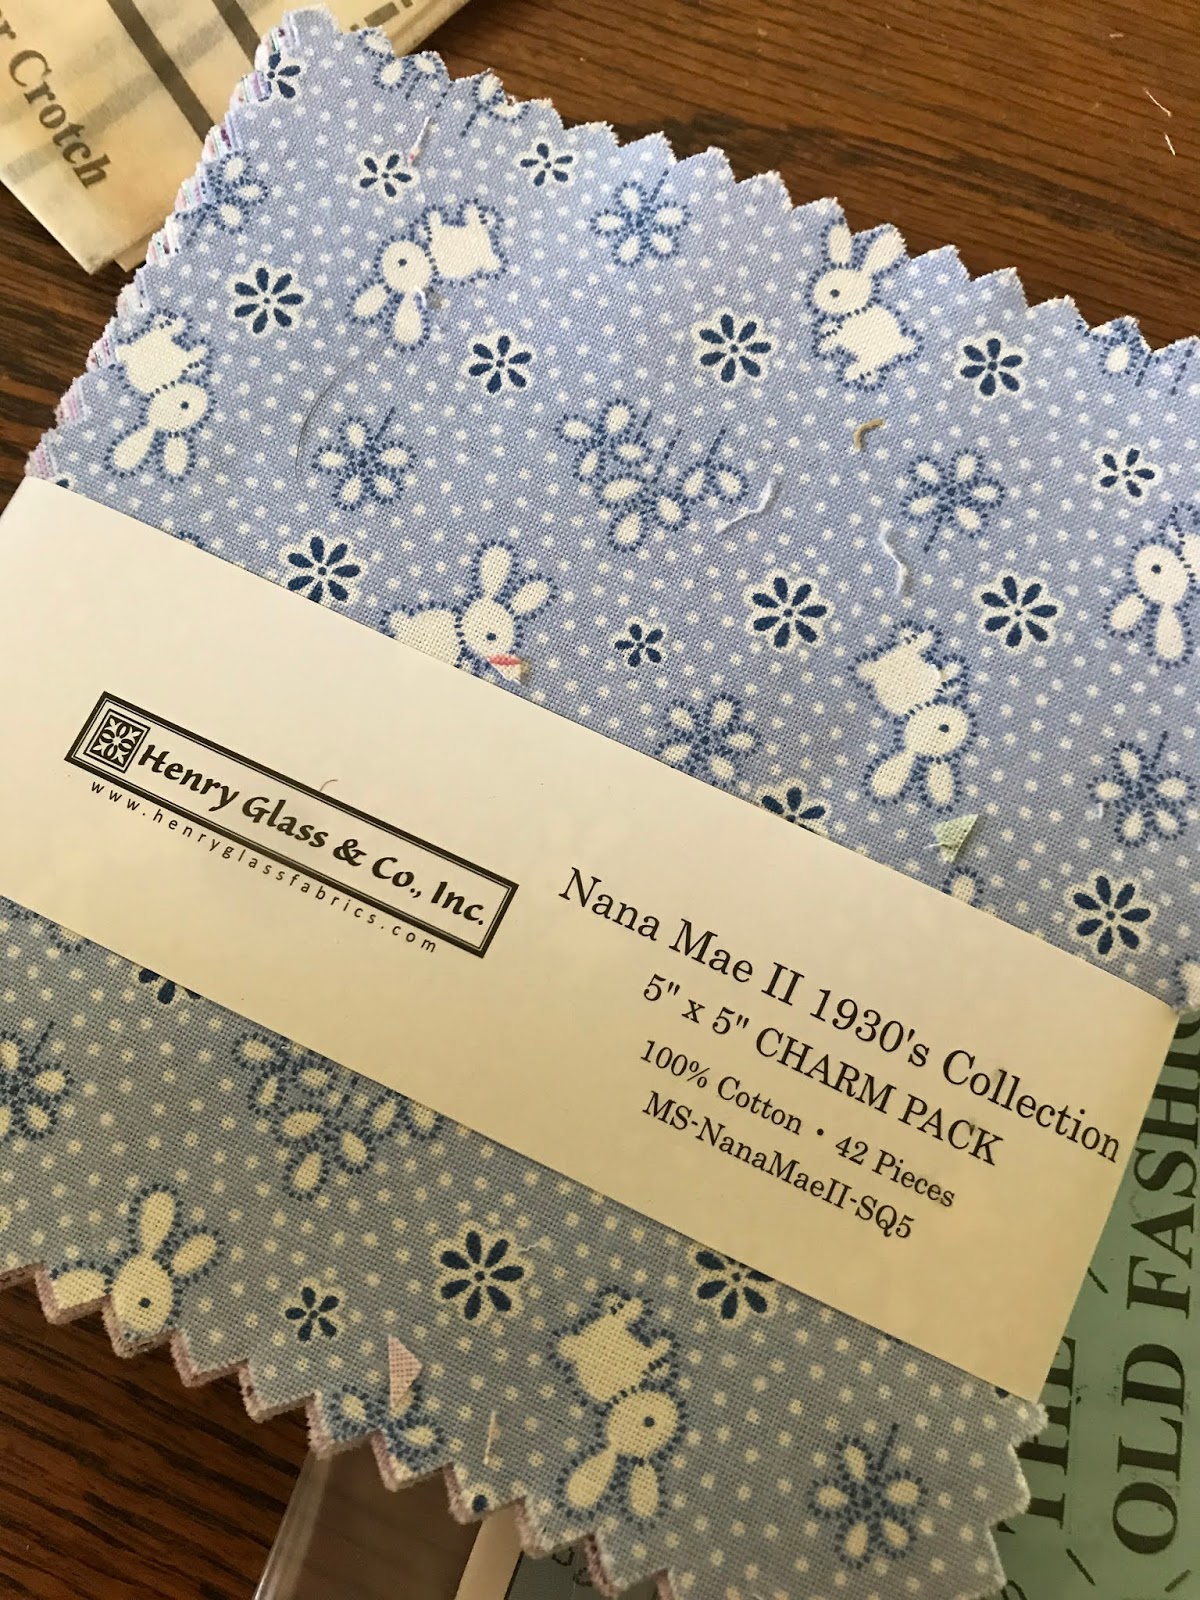 Crotch
Henry Glass & Co., Inc.
www.henryglassfabrics.com
Nana Mae II 1930's Collection
5" x 5" CHARM PACK
100% Cotton • 42 Pieces
MS-NanaMaeII-SQ5
THE
OLD